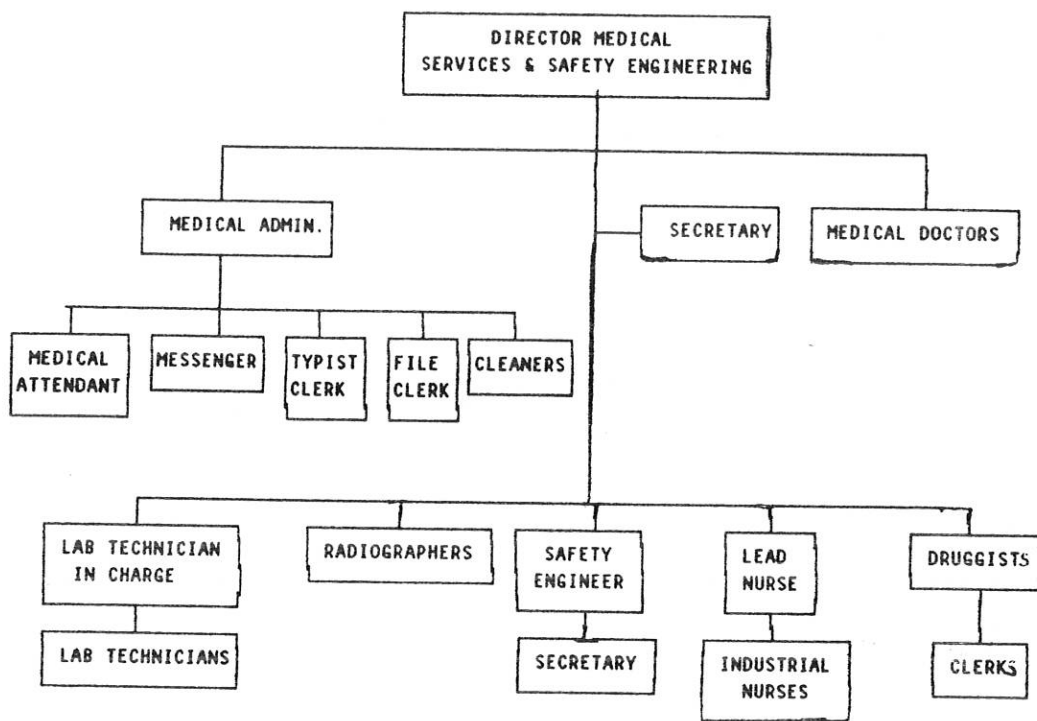 DIRECTOR MEDICAL
SERVICES & SAFETY ENGINEERING
MEDICAL ADMIN.
SECRETARY
MEDICAL DOCTORS
MEDICAL
ATTENDANT
MESSENGER
TYPIST
CLERK
FILE
CLERK
CLEANERS
LAB TECHNICIAN
IN CHARGE
RADIOGRAPHERS
SAFETY
ENGINEER
LEAD
NURSE
DRUGGISTS
LAB TECHNICIANS
SECRETARY
INDUSTRIAL
NURSES
CLERKS